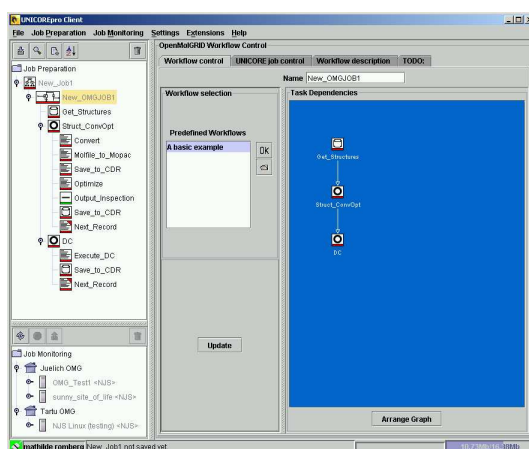 UNICOREpro Client
File Job Preparation Job Monitoring Settings Extensions Help
Job Preparation
New_Job1
New_OMGJOB1
Get_Structures
Struct_ConvOpt
Convert
Molfile_to_Mopac
Save_to_CDR
Optimize
Output_Inspection
Save_to_CDR
Next_Record
DC
Execute_DC
Save_to_CDR
Next_Record
Job Monitoring
Juelich OMG
OMG_Test1 <NJS>
sunny_site_of_life <NJS>
Tartu OMG
NJS Linux (testing) <NJS>
OpenMolGRID Workflow Control
Workflow control UNICORE job control Workflow description TODO:
Name New_OMGJOB1
Workflow selection
Predefined Workflows
A basic example
OK
Update
Task Dependencies
Get_Structures
Struct_ConvOpt
DC
Arrange Graph
mathilde romberg New_Job1 not saved yet